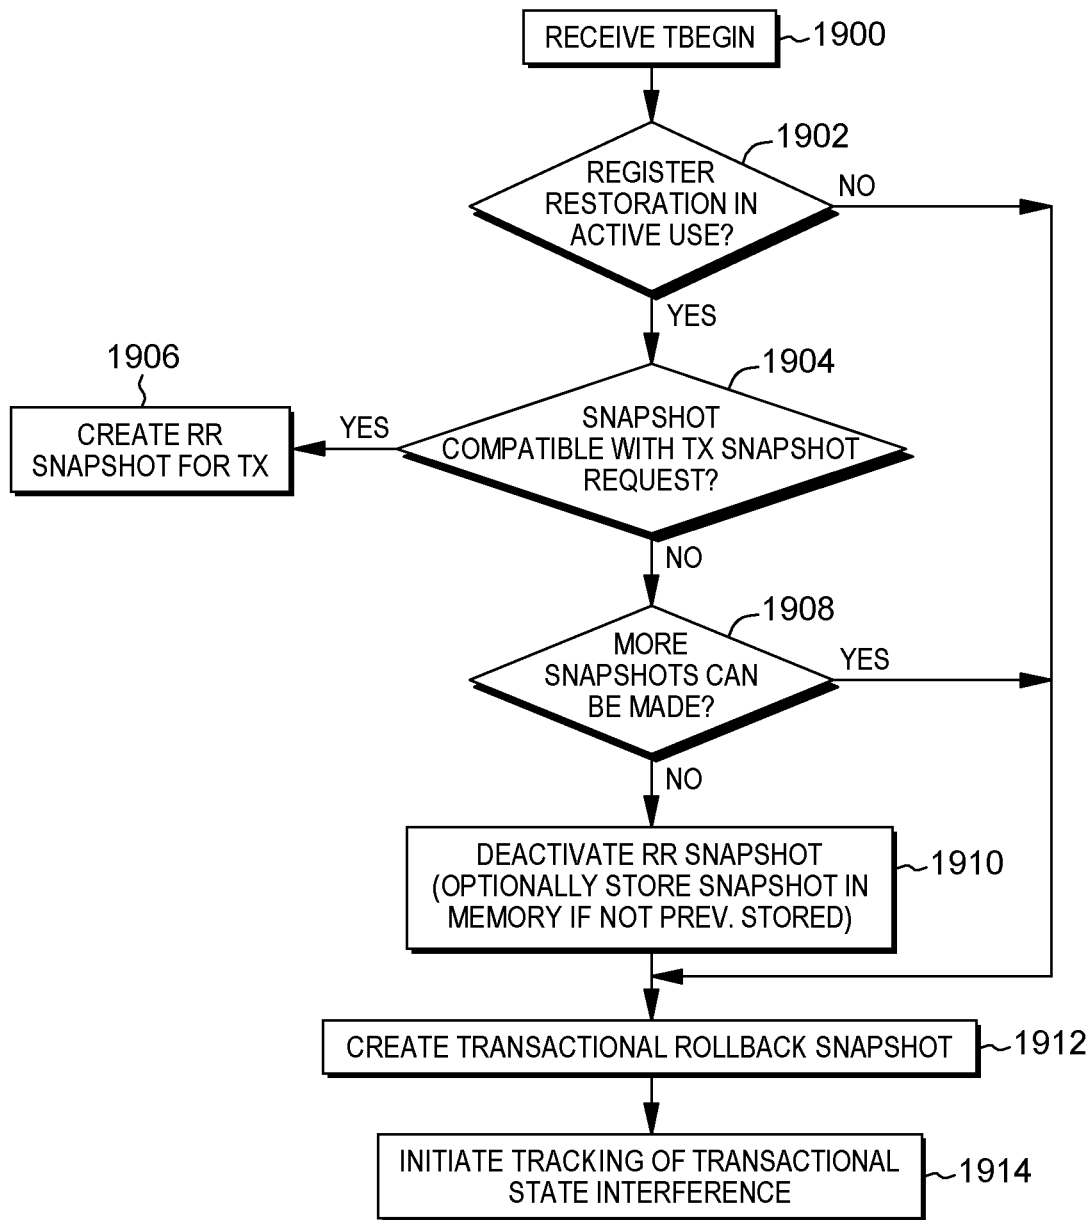 RECEIVE TBEGIN
1900
1902
REGISTER
RESTORATION IN
ACTIVE USE?
NO
YES
1904
1906
SNAPSHOT
COMPATIBLE WITH TX SNAPSHOT
REQUEST?
YES
CREATE RR
SNAPSHOT FOR TX
NO
1908
MORE
SNAPSHOTS CAN
BE MADE?
YES
NO
DEACTIVATE RR SNAPSHOT
(OPTIONALLY STORE SNAPSHOT IN
MEMORY IF NOT PREV. STORED)
1910
CREATE TRANSACTIONAL ROLLBACK SNAPSHOT
1912
INITIATE TRACKING OF TRANSACTIONAL
STATE INTERFERENCE
1914